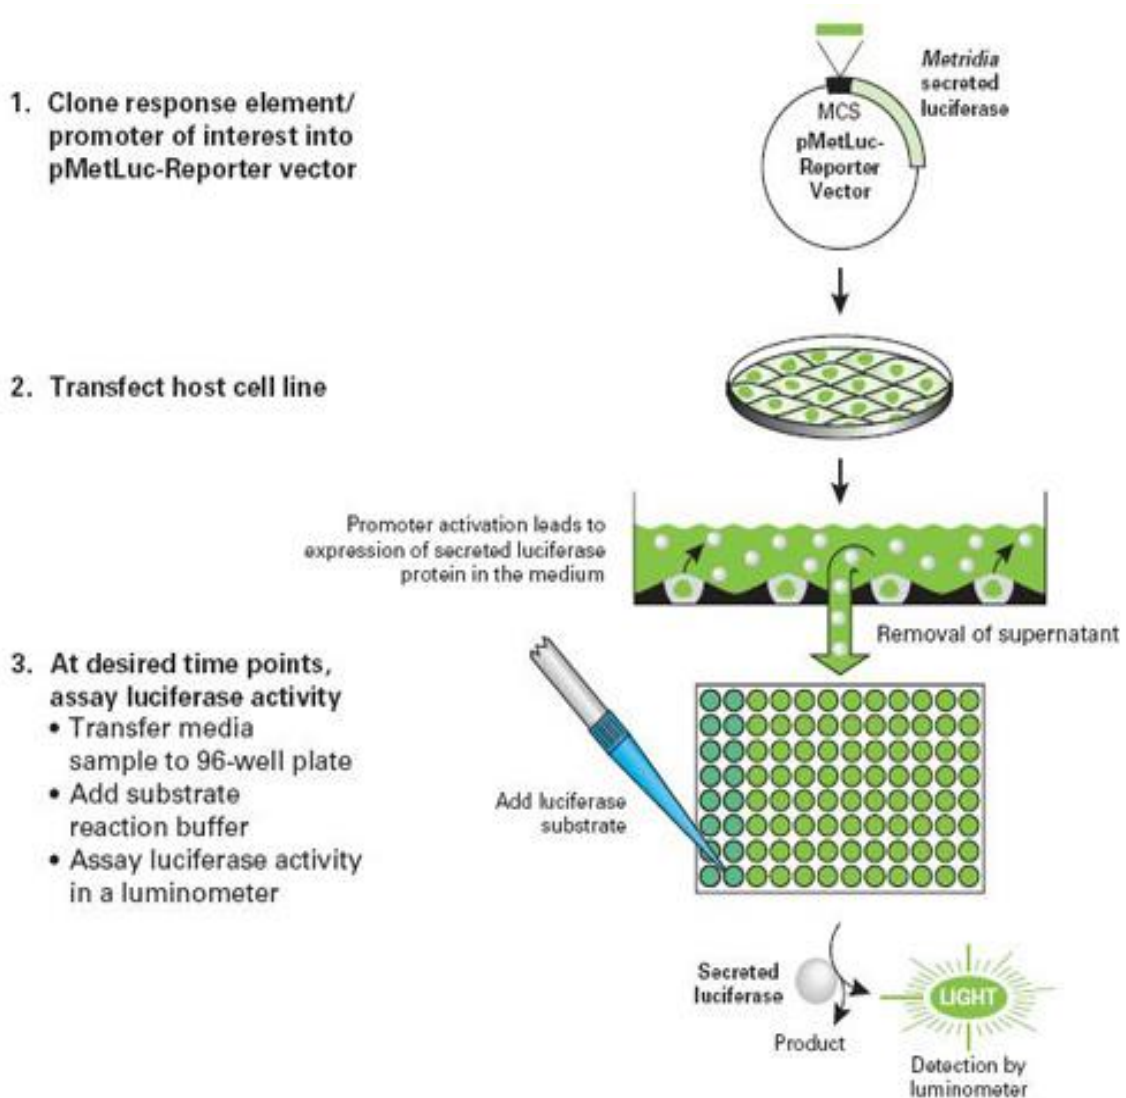 1. Clone response element/
promoter of interest into
pMetLuc-Reporter vector
Metridia
secreted
luciferase
MCS
pMetLuc-
Reporter
Vector
2. Transfect host cell line
Promoter activation leads to
expression of secreted luciferase
protein in the medium
Removal of supernatant
3. At desired time points,
assay luciferase activity
• Transfer media
sample to 96-well plate
• Add substrate
reaction buffer
• Assay luciferase activity
in a luminometer
Add luciferase
substrate
Secreted
luciferase
Product
LIGHT
Detection by
luminometer